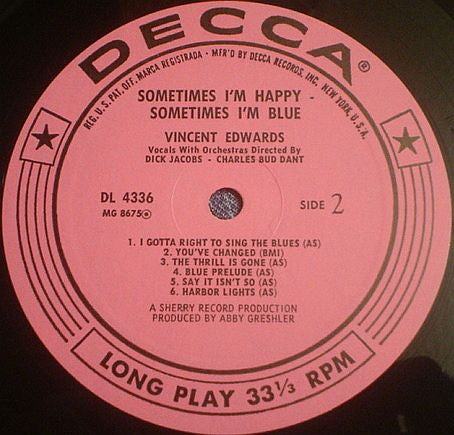 DECCA®
REG. U.S. PAT. OFF. MARCA REGISTRADA • MFR'D BY DECCA RECORDS, INC. NEW YORK, U.S.A.
SOMETIMES I'M HAPPY -
SOMETIMES I'M BLUE
VINCENT EDWARDS
Vocals With Orchestras Directed By
DICK JACOBS - CHARLES BUD DANT
DL 4336
MG 8675
SIDE 2
1. I GOTTA RIGHT TO SING THE BLUES (AS)
2. YOU'VE CHANGED (BMI)
3. THE THRILL IS GONE (AS)
4. BLUE PRELUDE (AS)
5. SAY IT ISN'T SO (AS)
6. HARBOR LIGHTS (AS)
A SHERRY RECORD PRODUCTION
PRODUCED BY ABBY GRESHLER
LONG PLAY 33⅓ RPM